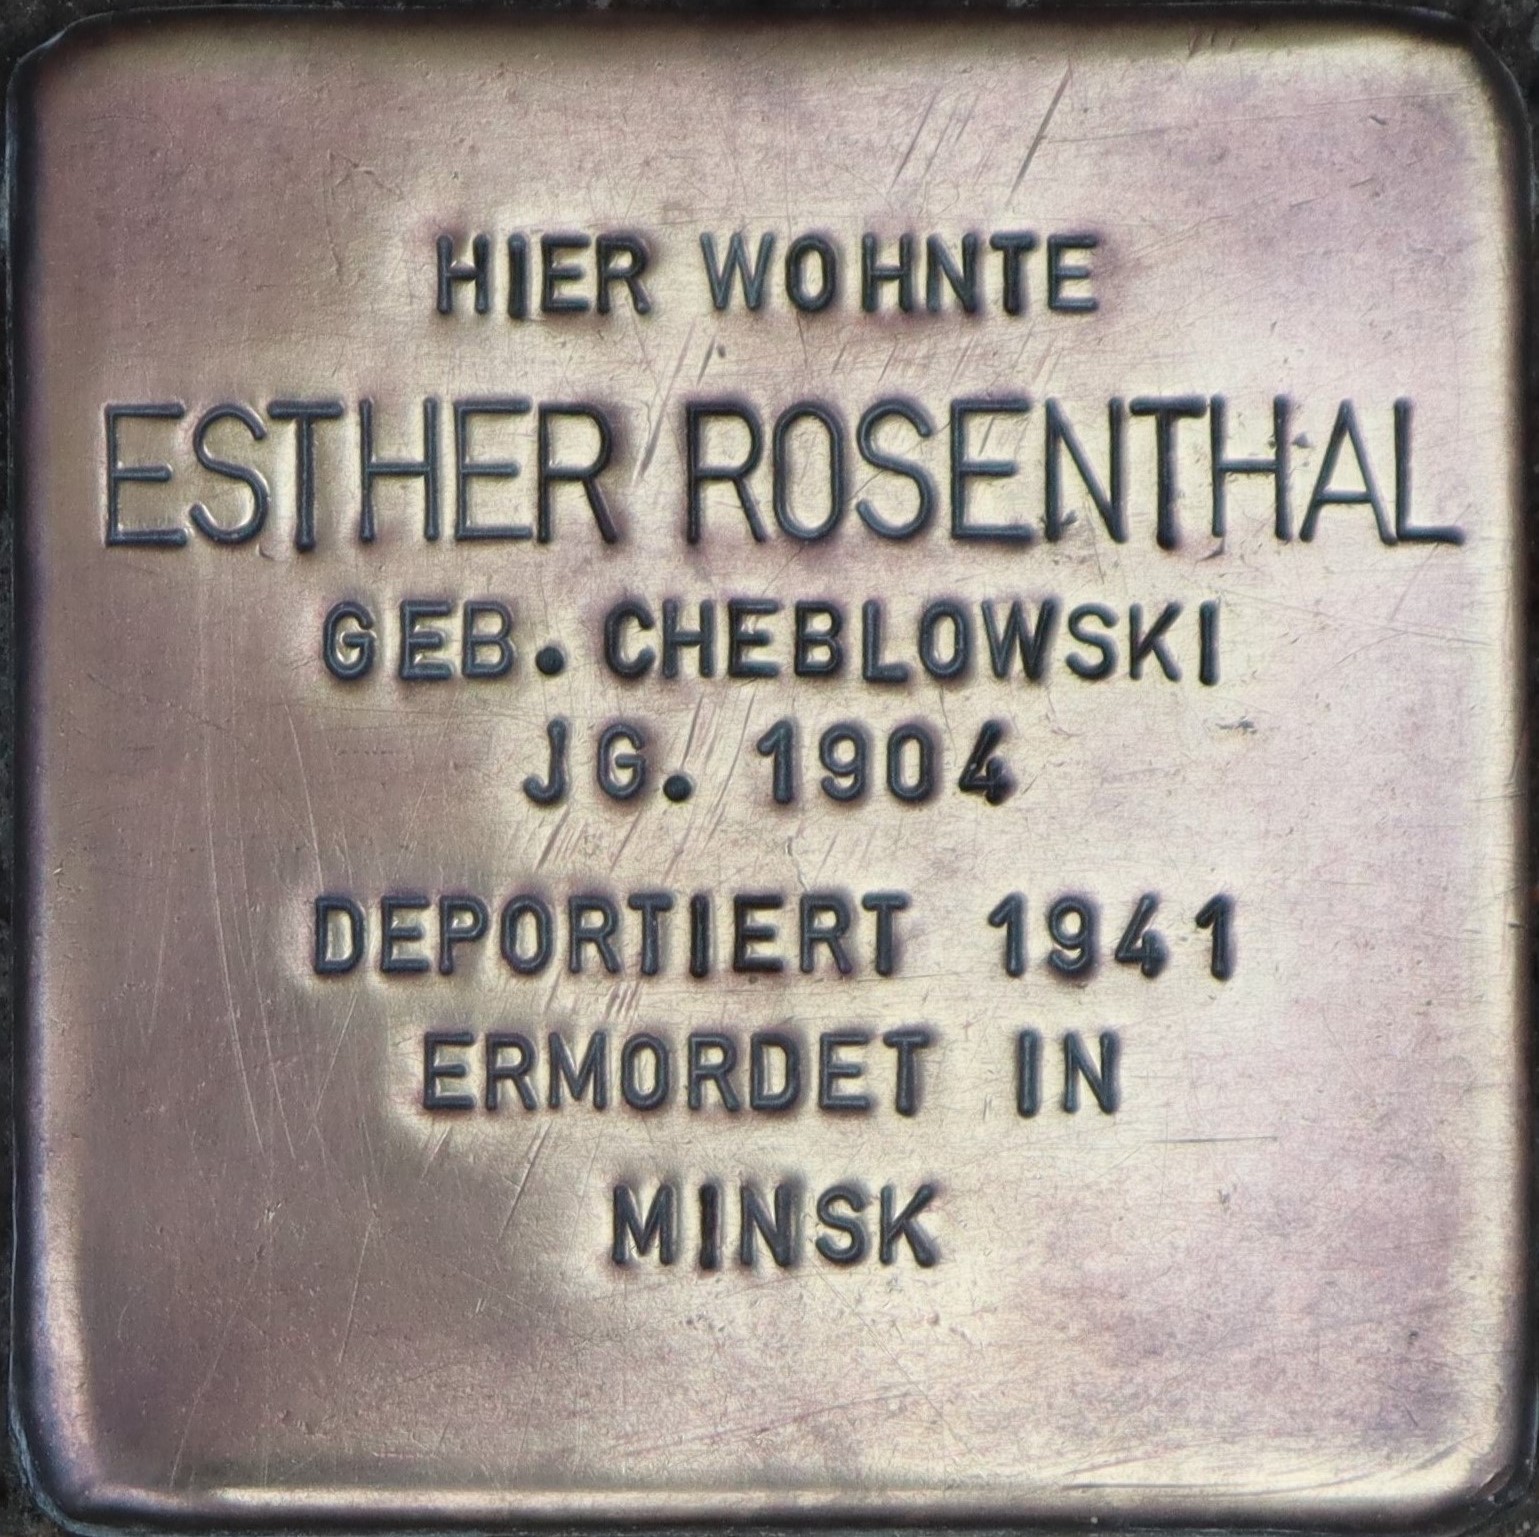 HIER WOHNTE
ESTHER ROSENTHAL
GEB. CHEBLOWSKI
JG. 1904
DEPORTIERT 1941
ERMORDET IN
MINSK